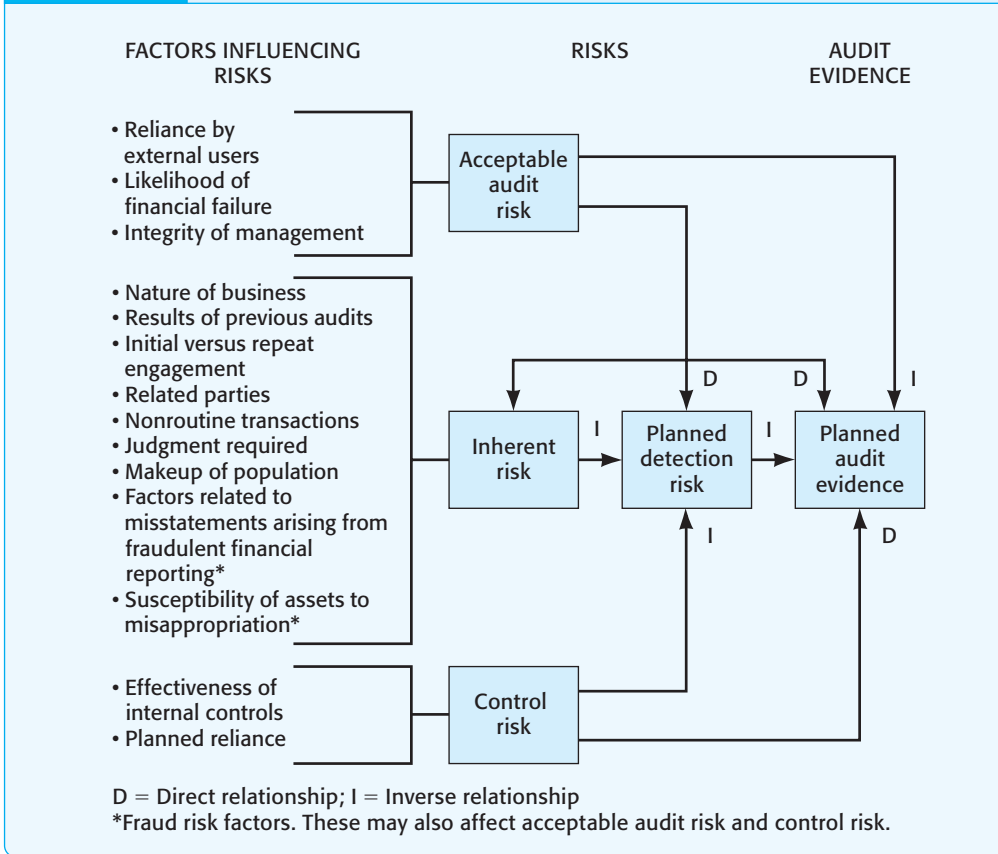 FACTORS INFLUENCING
RISKS
RISKS
AUDIT
EVIDENCE
• Reliance by
external users
• Likelihood of
financial failure
• Integrity of management
Acceptable
audit
risk
• Nature of business
• Results of previous audits
• Initial versus repeat
engagement
• Related parties
• Nonroutine transactions
• Judgment required
• Makeup of population
• Factors related to
misstatements arising from
fraudulent financial
reporting*
• Susceptibility of assets to
misappropriation*
D
D
I
Inherent
risk
I
Planned
detection
risk
I
Planned
audit
evidence
I
D
• Effectiveness of
internal controls
• Planned reliance
Control
risk
D = Direct relationship; I = Inverse relationship
*Fraud risk factors. These may also affect acceptable audit risk and control risk.